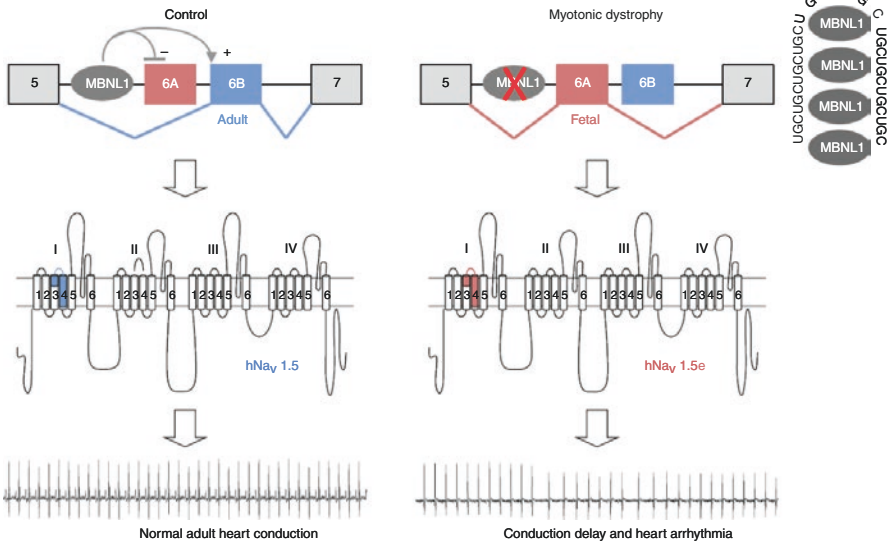 Control
Myotonic dystrophy
5
MBNL1
6A
–
+
6B
7
Adult
5
MBNL1
6A
6B
7
Fetal
G
G
C
UGCUGCUGCUGC
UGCUGCUGCUGCU
MBNL1
MBNL1
MBNL1
MBNL1
I
II
III
IV
1 2 3 4 5 6
1 2 3 4 5 6
1 2 3 4 5 6
1 2 3 4 5 6
hNav 1.5
I
II
III
IV
1 2 3 4 5 6
1 2 3 4 5 6
1 2 3 4 5 6
1 2 3 4 5 6
hNav 1.5e
Normal adult heart conduction
Conduction delay and heart arrhythmia